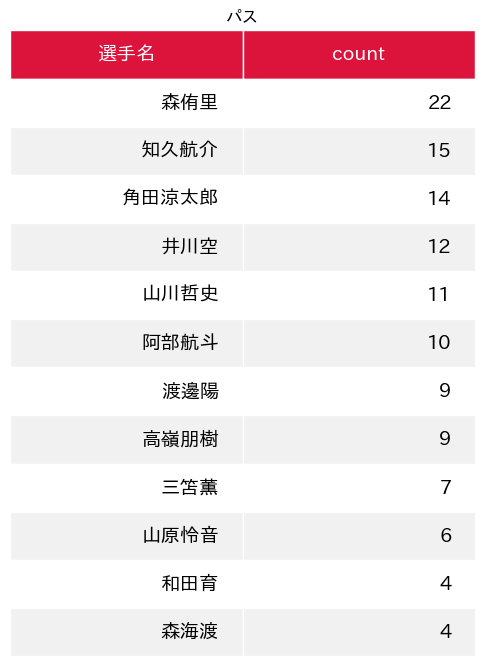 パス
選手名 count
森侑里 22
知久航介 15
角田涼太郎 14
井川空 12
山川哲史 11
阿部航斗 10
渡邊陽 9
高嶺朋樹 9
三笘薫 7
山原怜音 6
和田育 4
森海渡 4